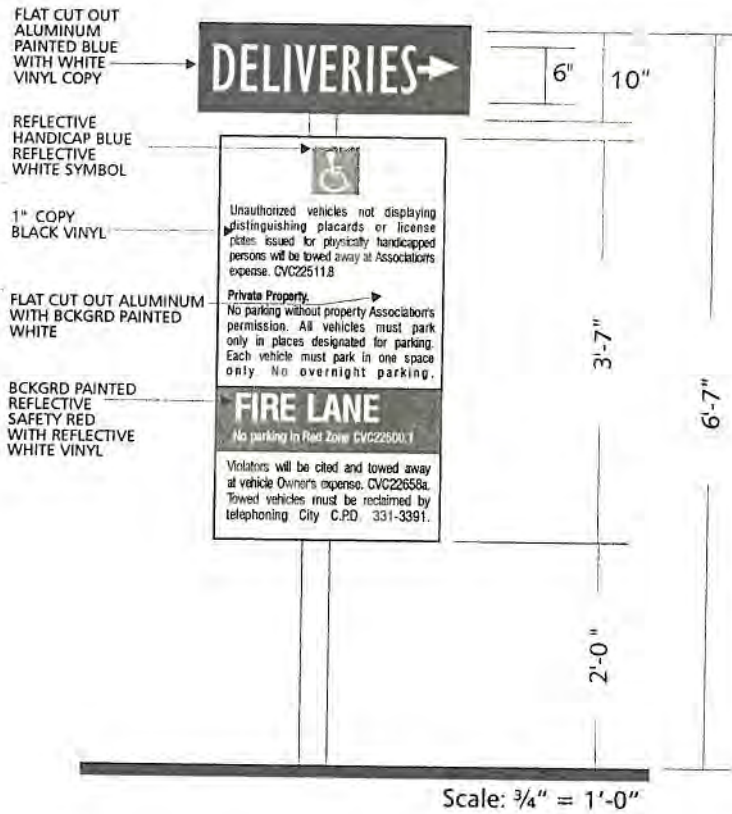 FLAT CUT OUT
ALUMINUM
PAINTED BLUE
WITH WHITE
VINYL COPY
DELIVERIES→
6"
10"
REFLECTIVE
HANDICAP BLUE
REFLECTIVE
WHITE SYMBOL
1" COPY
BLACK VINYL
Unauthorized vehicles not displaying
distinguishing placards or license
plates issued for physically handicapped
persons will be towed away at Association's
expense. CVC22511.8
FLAT CUT OUT ALUMINUM
WITH BCKGRD PAINTED
WHITE
Private Property.
No parking without property Association's
permission. All vehicles must park
only in places designated for parking.
Each vehicle must park in one space
only. No overnight parking.
BCKGRD PAINTED
REFLECTIVE
SAFETY RED
WITH REFLECTIVE
WHITE VINYL
FIRE LANE
No parking in Red Zone CVC22500.1
Violators will be cited and towed away
at vehicle Owner's expense. CVC22658a.
Towed vehicles must be reclaimed by
telephoning City C.P.D. 331-3391.
3'-7"
6'-7"
2'-0"
Scale: ¾" = 1'-0"